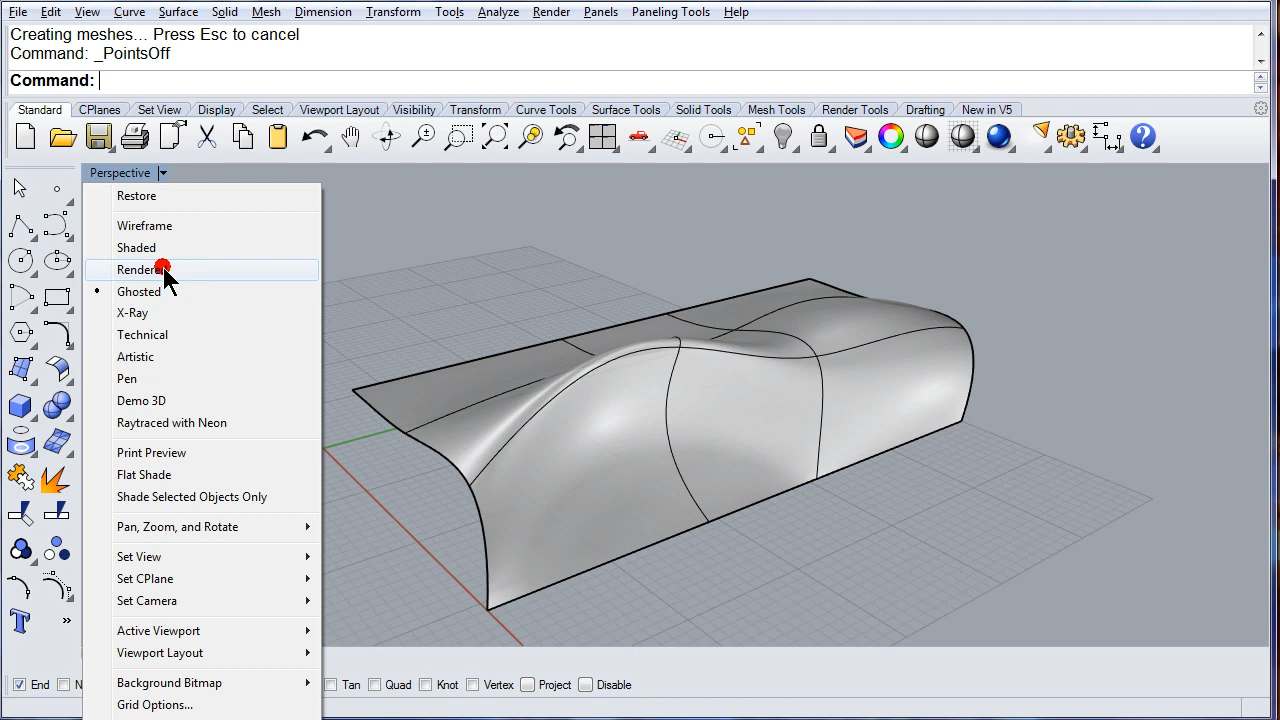 File Edit View Curve Surface Solid Mesh Dimension Transform Tools Analyze Render Panels Paneling Tools Help
Creating meshes... Press Esc to cancel
Command: _PointsOff
Command:
Standard CPlanes Set View Display Select Viewport Layout Visibility Transform Curve Tools Surface Tools Solid Tools Mesh Tools Render Tools Drafting New in V5
Perspective
Restore
Wireframe
Shaded
Rendere
Ghosted
X-Ray
Technical
Artistic
Pen
Demo 3D
Raytraced with Neon
Print Preview
Flat Shade
Shade Selected Objects Only
Pan, Zoom, and Rotate
Set View
Set CPlane
Set Camera
Active Viewport
Viewport Layout
Background Bitmap
Grid Options...
End N Tan Quad Knot Vertex Project Disable